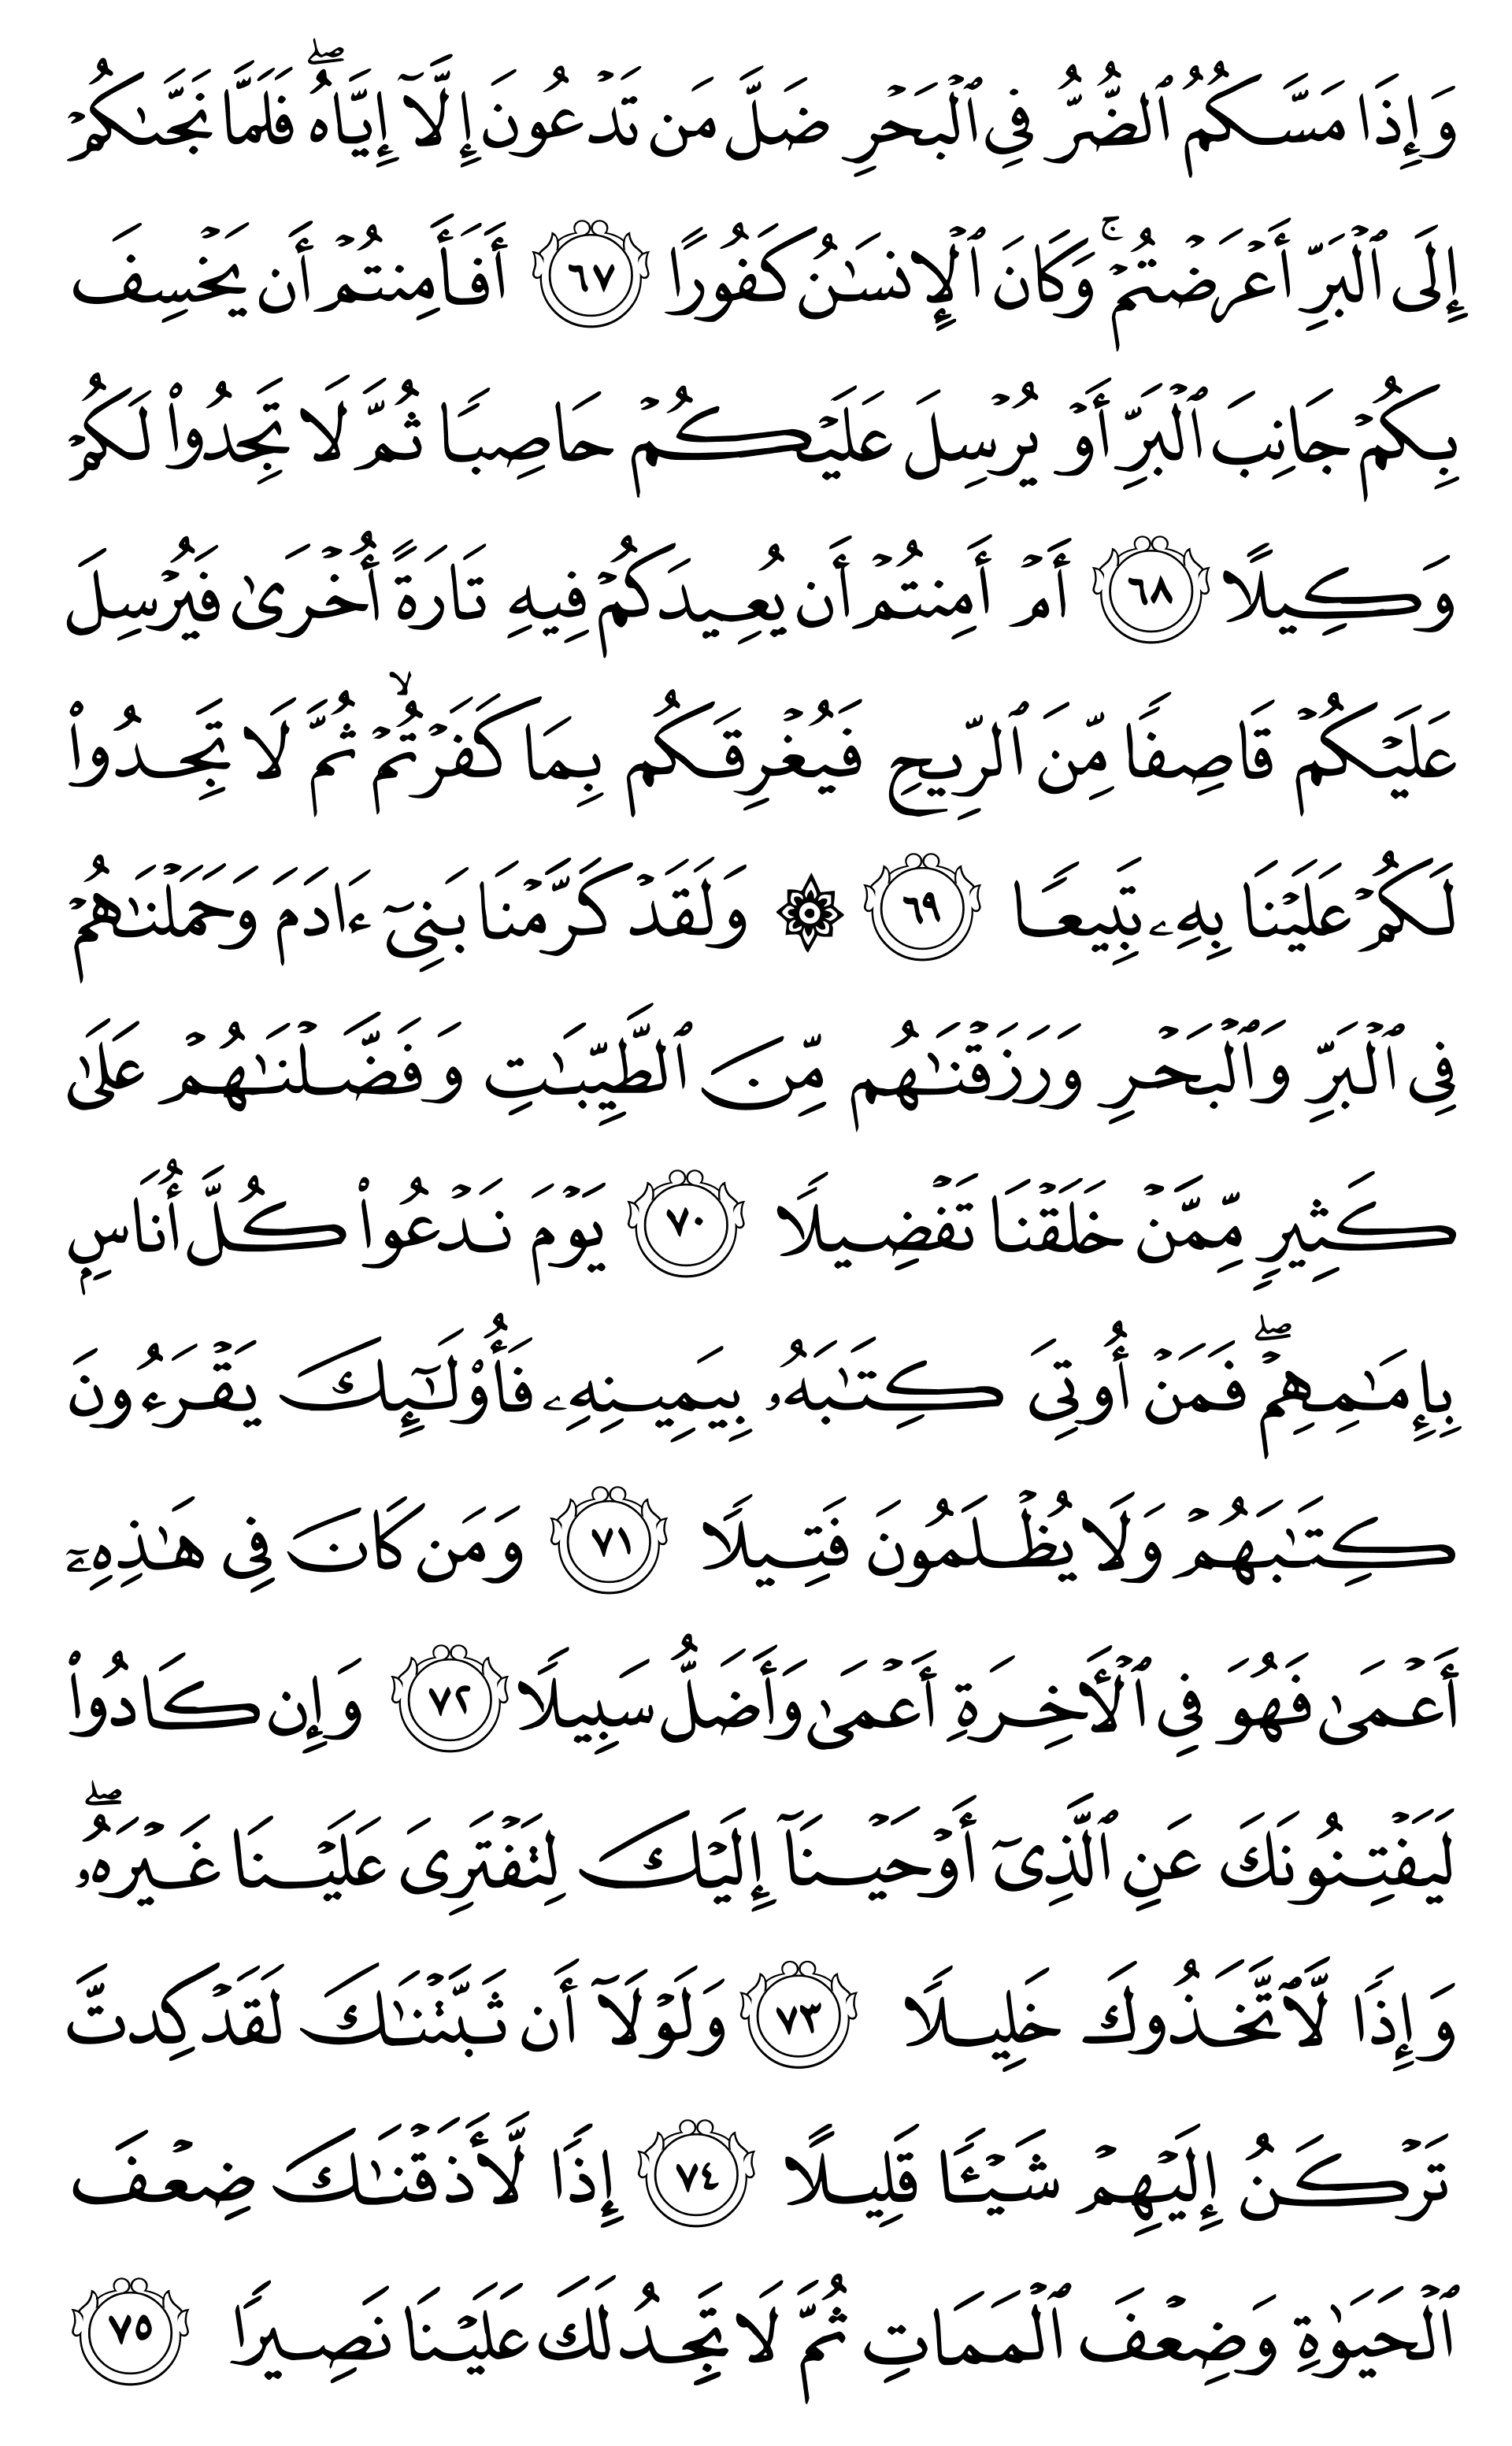 وَإِذَا مَسَّكُمُ ٱلضُّرُّ فِي ٱلۡبَحۡرِ ضَلَّ مَن تَدۡعُونَ إِلَّآ إِيَّاهُۖ فَلَمَّا نَجَّىٰكُمۡ
إِلَى ٱلۡبَرِّ أَعۡرَضۡتُمۡۚ وَكَانَ ٱلۡإِنسَٰنُ كَفُورًا ٦٧ أَفَأَمِنتُمۡ أَن يَخۡسِفَ
بِكُمۡ جَانِبَ ٱلۡبَرِّ أَوۡ يُرۡسِلَ عَلَيۡكُمۡ حَاصِبٗا ثُمَّ لَا تَجِدُواْ لَكُمۡ
وَكِيلًا ٦٨ أَمۡ أَمِنتُمۡ أَن يُعِيدَكُمۡ فِيهِ تَارَةً أُخۡرَىٰ فَيُرۡسِلَ
عَلَيۡكُمۡ قَاصِفٗا مِّنَ ٱلرِّيحِ فَيُغۡرِقَكُم بِمَا كَفَرۡتُمۡۙ ثُمَّ لَا تَجِدُواْ
لَكُمۡ عَلَيۡنَا بِهِۦ تَبِيعٗا ٦٩ ۞ وَلَقَدۡ كَرَّمۡنَا بَنِيٓ ءَادَمَ وَحَمَلۡنَٰهُمۡ
فِي ٱلۡبَرِّ وَٱلۡبَحۡرِ وَرَزَقۡنَٰهُم مِّنَ ٱلطَّيِّبَٰتِ وَفَضَّلۡنَٰهُمۡ عَلَىٰ
كَثِيرٖ مِّمَّنۡ خَلَقۡنَا تَفۡضِيلٗا ٧٠ يَوۡمَ نَدۡعُواْ كُلَّ أُنَاسِۭ
بِإِمَٰمِهِمۡۖ فَمَنۡ أُوتِيَ كِتَٰبَهُۥ بِيَمِينِهِۦ فَأُوْلَٰٓئِكَ يَقۡرَءُونَ
كِتَٰبَهُمۡ وَلَا يُظۡلَمُونَ فَتِيلٗا ٧١ وَمَن كَانَ فِي هَٰذِهِۦٓ
أَعۡمَىٰ فَهُوَ فِي ٱلۡأٓخِرَةِ أَعۡمَىٰ وَأَضَلُّ سَبِيلٗا ٧٢ وَإِن كَادُواْ
لَيَفۡتِنُونَكَ عَنِ ٱلَّذِيٓ أَوۡحَيۡنَآ إِلَيۡكَ لِتَفۡتَرِيَ عَلَيۡنَا غَيۡرَهُۥۖ
وَإِذٗا لَّٱتَّخَذُوكَ خَلِيلٗا ٧٣ وَلَوۡلَآ أَن ثَبَّتۡنَٰكَ لَقَدۡ كِدتَّ
تَرۡكَنُ إِلَيۡهِمۡ شَيۡـٔٗا قَلِيلًا ٧٤ إِذٗا لَّأَذَقۡنَٰكَ ضِعۡفَ
ٱلۡحَيَوٰةِ وَضِعۡفَ ٱلۡمَمَاتِ ثُمَّ لَا تَجِدُ لَكَ عَلَيۡنَا نَصِيرٗا ٧٥